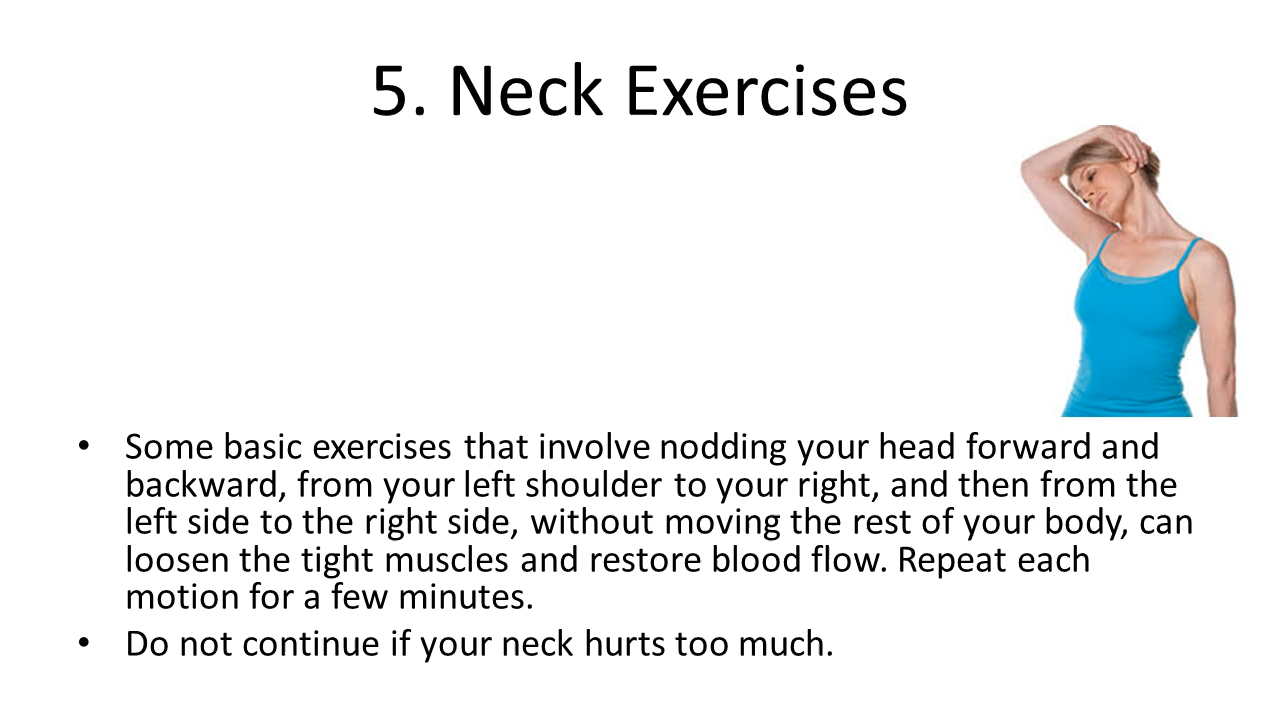 5. Neck Exercises
• Some basic exercises that involve nodding your head forward and
backward, from your left shoulder to your right, and then from the
left side to the right side, without moving the rest of your body, can
loosen the tight muscles and restore blood flow. Repeat each
motion for a few minutes.
• Do not continue if your neck hurts too much.